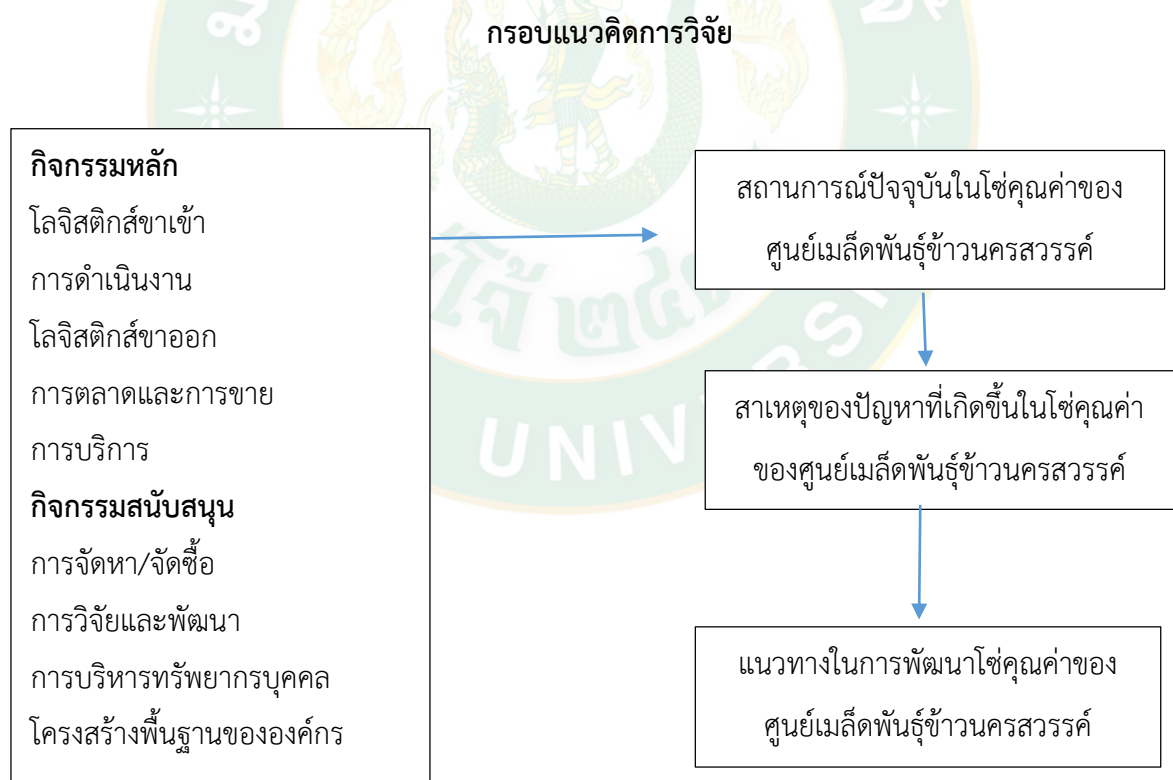 กรอบแนวคิดการวิจัย
กิจกรรมหลัก
โลจิสติกส์ขาเข้า
การดำเนินงาน
โลจิสติกส์ขาออก
การตลาดและการขาย
การบริการ
กิจกรรมสนับสนุน
การจัดหา/จัดซื้อ
การวิจัยและพัฒนา
การบริหารทรัพยากรบุคคล
โครงสร้างพื้นฐานขององค์กร
สถานการณ์ปัจจุบันในโซ่คุณค่าของ
ศูนย์เมล็ดพันธุ์ข้าวนครสวรรค์
สาเหตุของปัญหาที่เกิดขึ้นในโซ่คุณค่า
ของศูนย์เมล็ดพันธุ์ข้าวนครสวรรค์
แนวทางในการพัฒนาโซ่คุณค่าของ
ศูนย์เมล็ดพันธุ์ข้าวนครสวรรค์